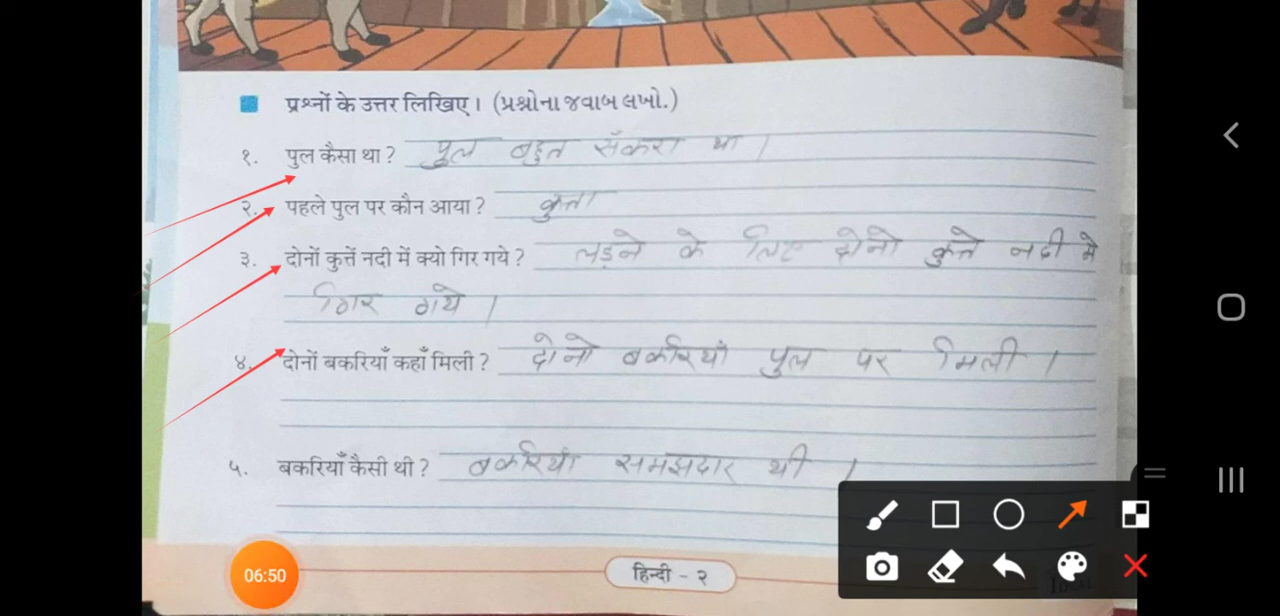 प्रश्नों के उत्तर लिखिए। (પ્રશ્નોના જવાબ લખો.)
१. पुल कैसा था ? पुल बहुत सँकरा था ।
२. पहले पुल पर कौन आया ? कुत्ता
३. दोनों कुत्तें नदी में क्यो गिर गये ? लड़ने के लिए दोनो कुत्ते नदी मे
गिर गये ।
४. दोनों बकरियाँ कहाँ मिली ? दोनो बकरियाँ पुल पर मिली ।
५. बकरियाँ कैसी थी ? बकरियां समझदार थी ।
06:50
हिन्दी - २